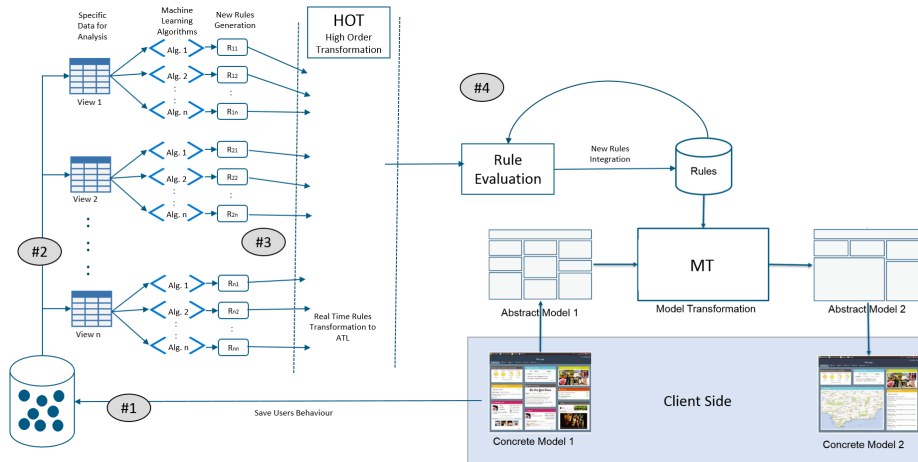 Specific
Data for
Analysis
Machine
Learning
Algorithms
New Rules
Generation
HOT
High Order
Transformation
View 1
Alg. 1
R11
Alg. 2
R12
:
:
Alg. n
R1n
#4
New Rules
Integration
Rule
Evaluation
Rules
View 2
Alg. 1
R21
Alg. 2
R22
:
:
Alg. n
R2n
#2
#3
MT
Abstract Model 1
Model Transformation
Abstract Model 2
View n
Alg. 1
Rn1
Alg. 2
Rn2
:
:
Alg. n
Rnn
Real Time Rules
Transformation to
ATL
#1
Save Users Behaviour
Client Side
Concrete Model 1
Concrete Model 2